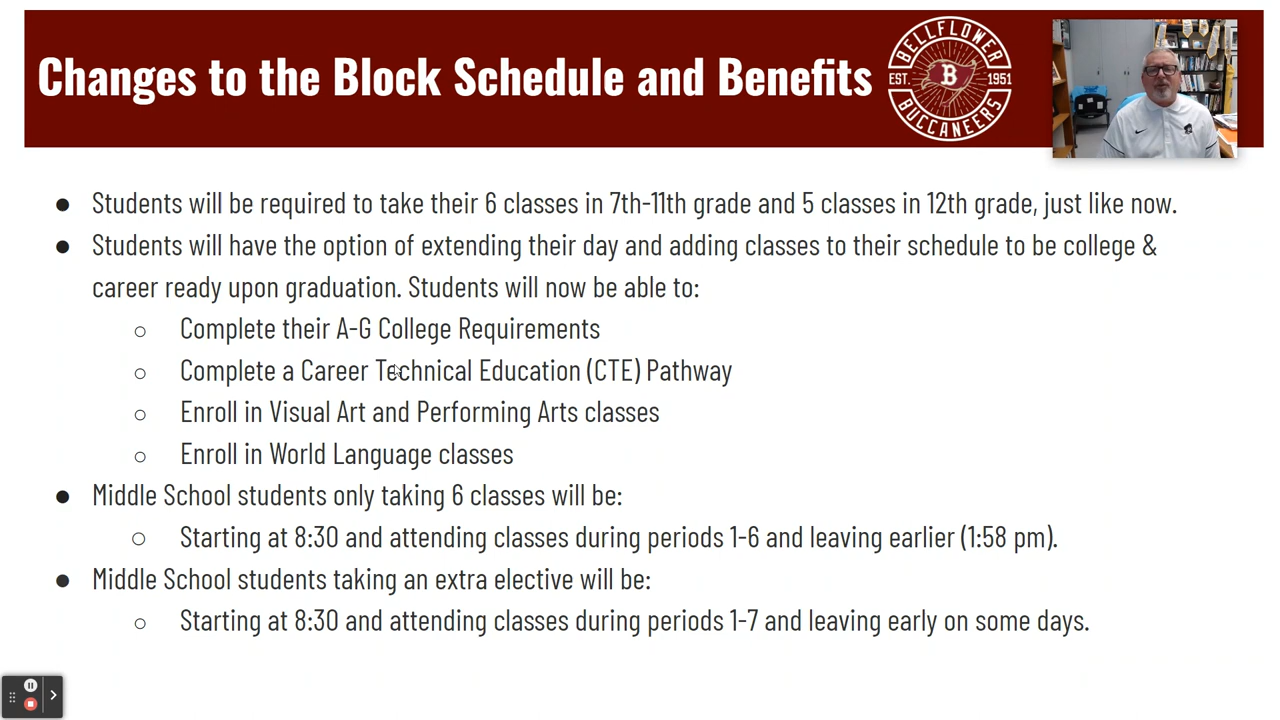 Changes to the Block Schedule and Benefits
BELLFLOWER
EST. B 1951
BUCCANEERS
● Students will be required to take their 6 classes in 7th-11th grade and 5 classes in 12th grade, just like now.
● Students will have the option of extending their day and adding classes to their schedule to be college &
career ready upon graduation. Students will now be able to:
○ Complete their A-G College Requirements
○ Complete a Career Technical Education (CTE) Pathway
○ Enroll in Visual Art and Performing Arts classes
○ Enroll in World Language classes
● Middle School students only taking 6 classes will be:
○ Starting at 8:30 and attending classes during periods 1-6 and leaving earlier (1:58 pm).
● Middle School students taking an extra elective will be:
○ Starting at 8:30 and attending classes during periods 1-7 and leaving early on some days.